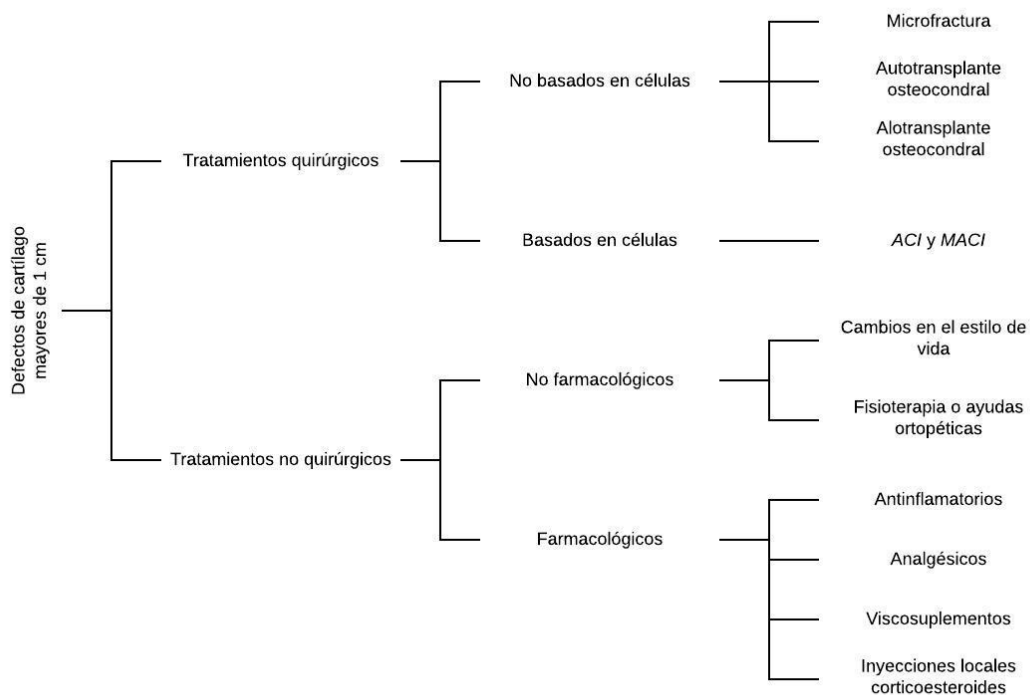 Defectos de cartílago
mayores de 1 cm
Tratamientos quirúrgicos
No basados en células
Microfractura
Autotransplante
osteocondral
Alotransplante
osteocondral
Basados en células
ACI y MACI
Tratamientos no quirúrgicos
No farmacológicos
Cambios en el estilo de
vida
Fisioterapia o ayudas
ortopéticas
Farmacológicos
Antinflamatorios
Analgésicos
Viscosuplementos
Inyecciones locales
corticoesteroides